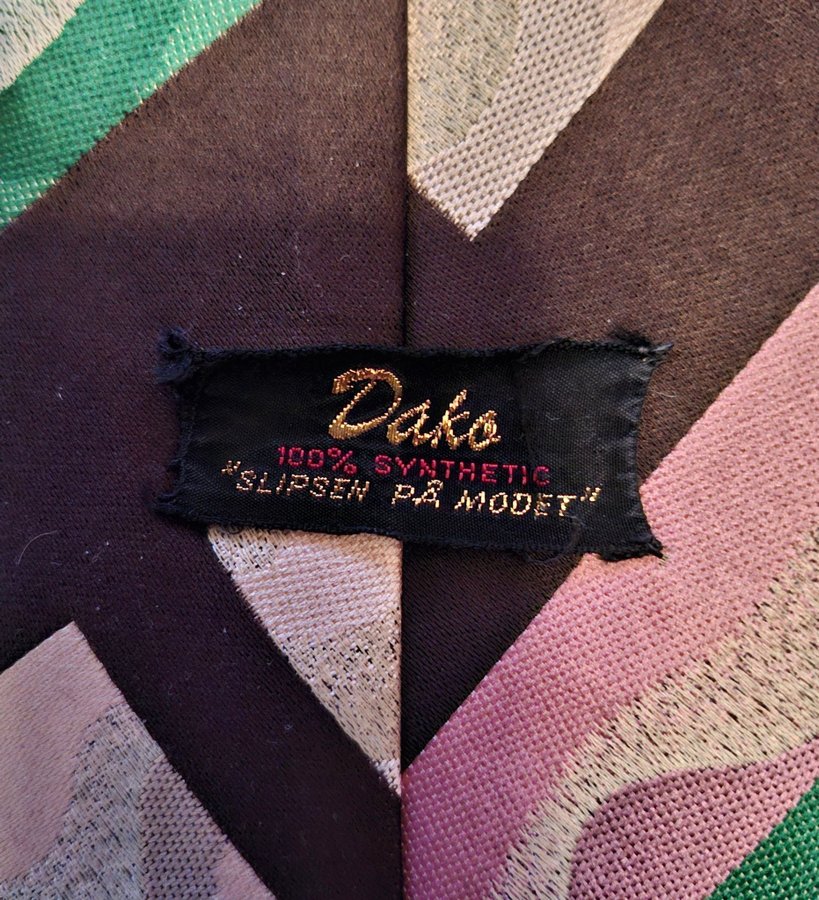 Dako
100% SYNTHETIC
"SLIPSEN PÅ MODET"